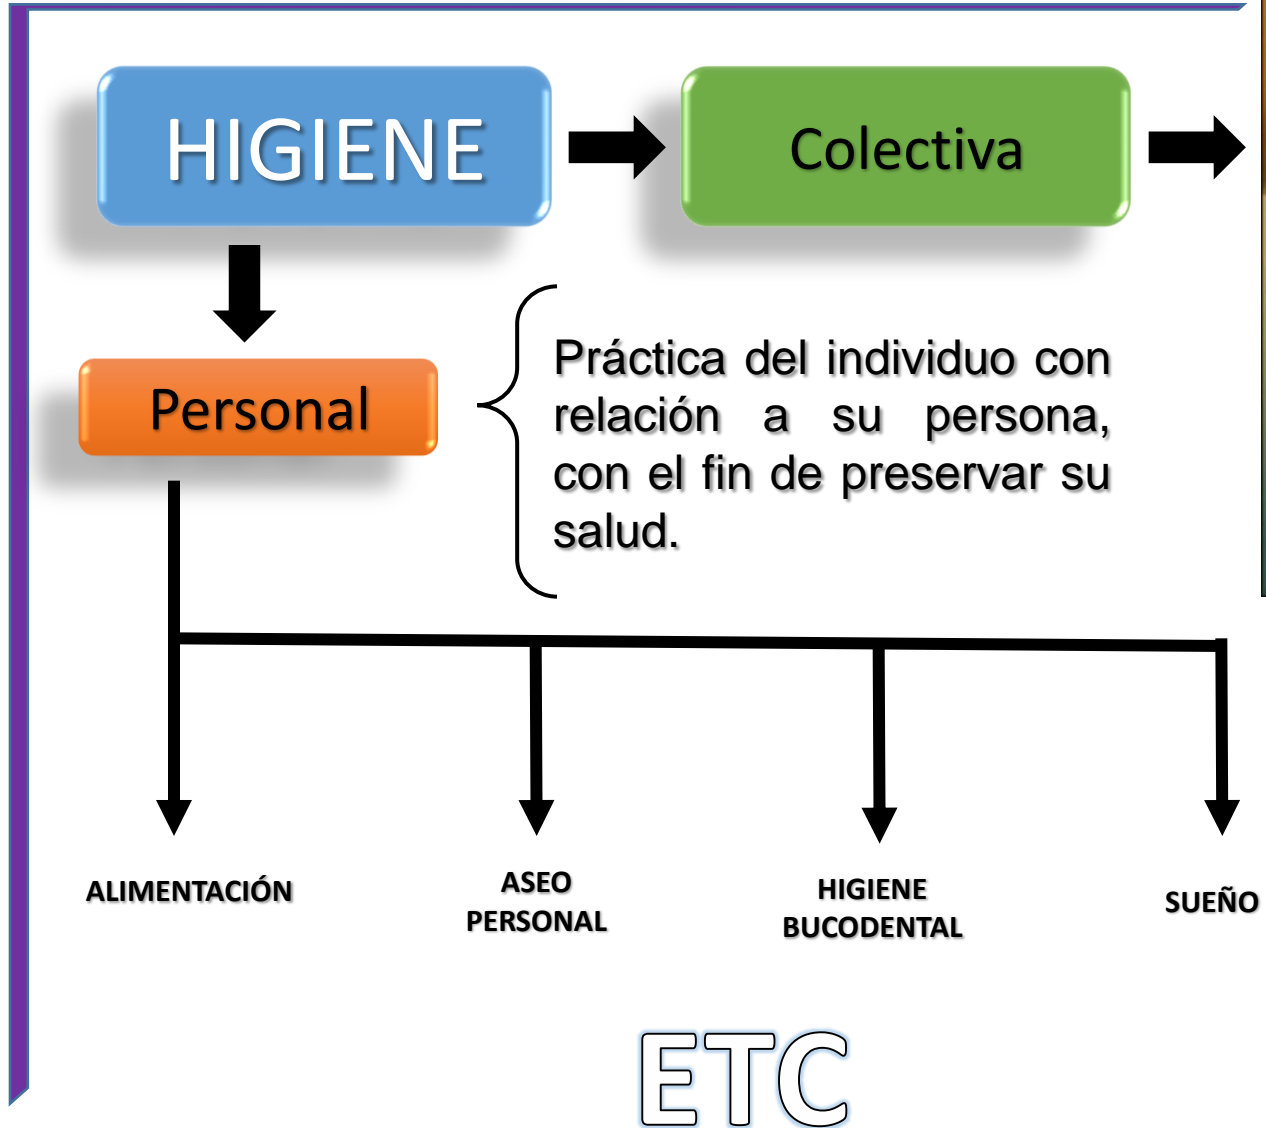 HIGIENE
Colectiva
Personal
Práctica del individuo con
relación a su persona,
con el fin de preservar su
salud.
ALIMENTACIÓN
ASEO
PERSONAL
HIGIENE
BUCODENTAL
SUEÑO
ETC